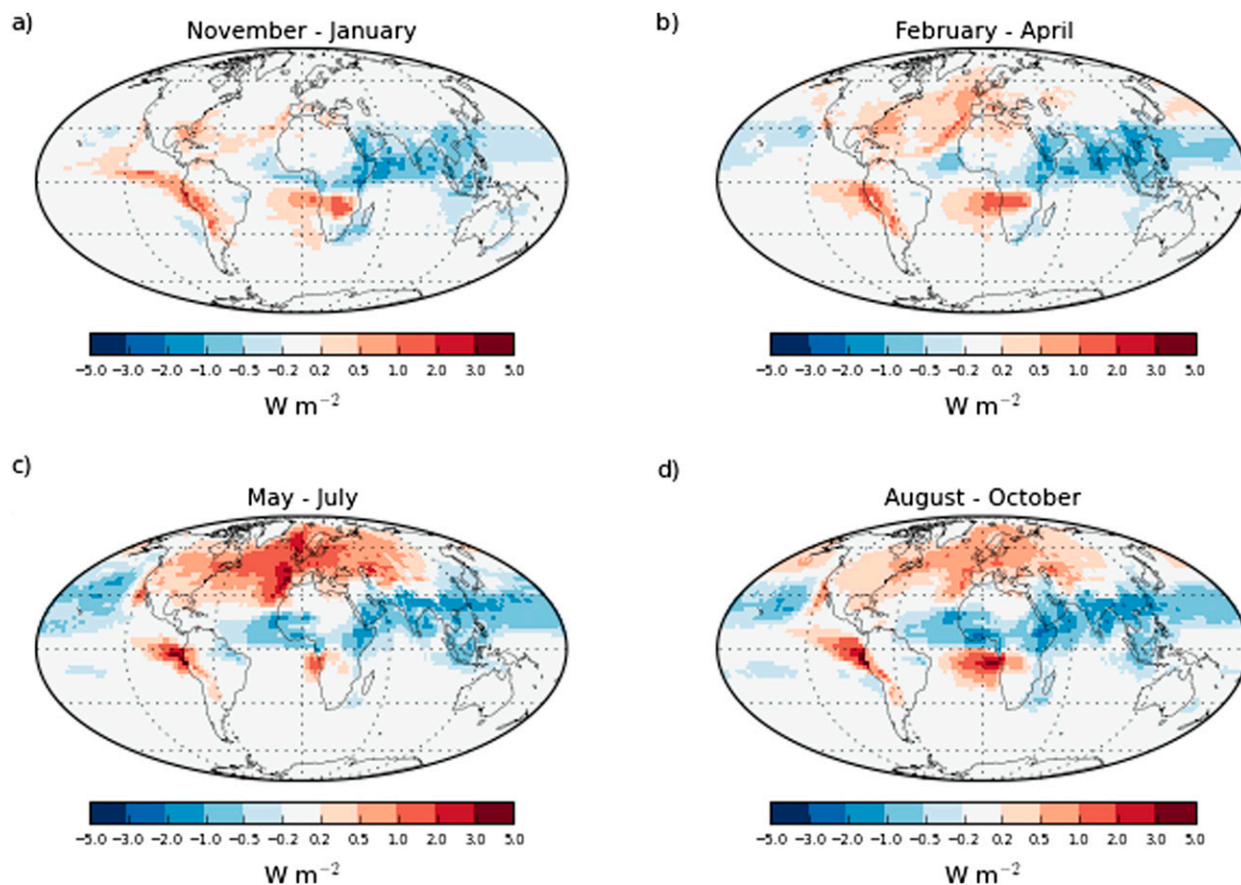 a)
November - January
b)
February - April
−5.0 −3.0 −2.0 −1.0 −0.5 −0.2 0.2 0.5 1.0 2.0 3.0 5.0
W m−2
−5.0 −3.0 −2.0 −1.0 −0.5 −0.2 0.2 0.5 1.0 2.0 3.0 5.0
W m−2
c)
May - July
d)
August - October
−5.0 −3.0 −2.0 −1.0 −0.5 −0.2 0.2 0.5 1.0 2.0 3.0 5.0
W m−2
−5.0 −3.0 −2.0 −1.0 −0.5 −0.2 0.2 0.5 1.0 2.0 3.0 5.0
W m−2